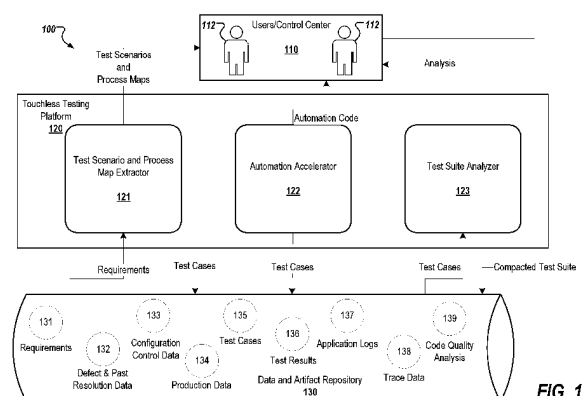 100
112
Users/Control Center
112
110
Test Scenarios
and
Process Maps
Analysis
Touchless Testing
Platform
120
Automation Code
Test Scenario and Process
Map Extractor
121
Automation Accelerator
122
Test Suite Analyzer
123
Requirements
Test Cases
Test Cases
Test Cases
Compacted Test Suite
131
Requirements
132
Defect & Past
Resolution Data
133
Configuration
Control Data
134
Production Data
135
Test Cases
136
Test Results
137
Application Logs
138
Trace Data
139
Code Quality
Analysis
Data and Artifact Repository
130
FIG. 1